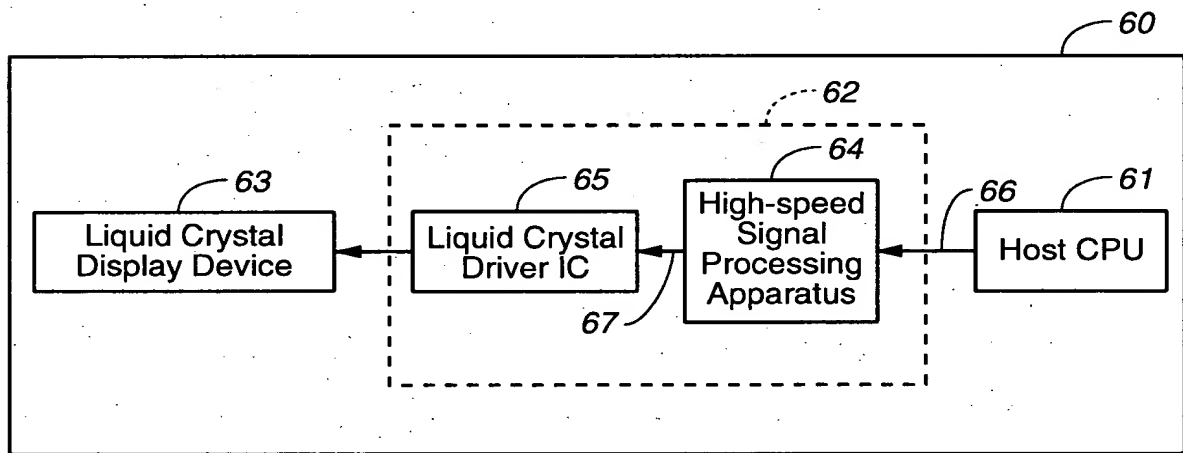 60
62
63
65
64
66
61
Liquid Crystal
Display Device
Liquid Crystal
Driver IC
High-speed
Signal
Processing
Apparatus
Host CPU
67